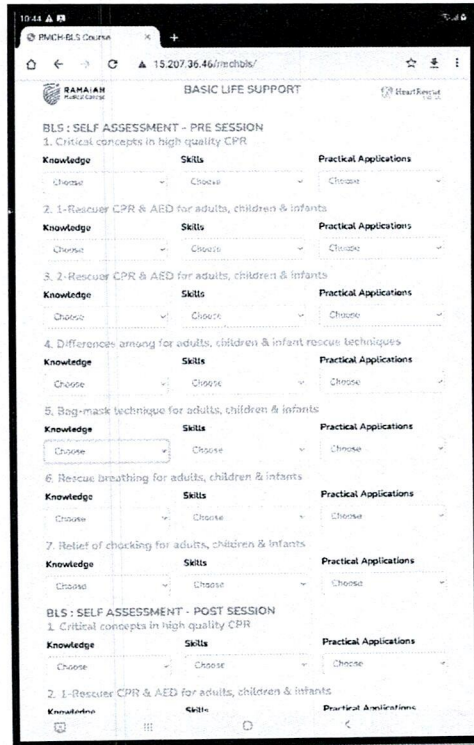 10:44
RMCH-BLS Course
15.207.36.46/rmchbls/
RAMAIAH BASIC LIFE SUPPORT HeartRescue
Medical College
BLS : SELF ASSESSMENT - PRE SESSION
1. Critical concepts in high quality CPR
Knowledge Skills Practical Applications
Choose Choose Choose
2. 1-Rescuer CPR & AED for adults, children & infants
Knowledge Skills Practical Applications
Choose Choose Choose
3. 2-Rescuer CPR & AED for adults, children & infants
Knowledge Skills Practical Applications
Choose Choose Choose
4. Differences among for adults, children & infant rescue techniques
Knowledge Skills Practical Applications
Choose Choose Choose
5. Bag-mask technique for adults, children & infants
Knowledge Skills Practical Applications
Choose Choose Choose
6. Rescue breathing for adults, children & infants
Knowledge Skills Practical Applications
Choose Choose Choose
7. Relief of chocking for adults, children & infants
Knowledge Skills Practical Applications
Choose Choose Choose
BLS : SELF ASSESSMENT - POST SESSION
1. Critical concepts in high quality CPR
Knowledge Skills Practical Applications
Choose Choose Choose
2. 1-Rescuer CPR & AED for adults, children & infants
Knowledge Skills Practical Applications